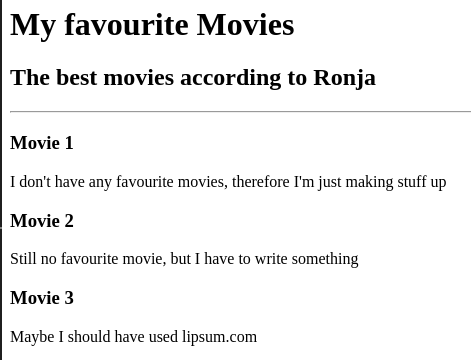 My favourite Movies
The best movies according to Ronja
Movie 1
I don't have any favourite movies, therefore I'm just making stuff up
Movie 2
Still no favourite movie, but I have to write something
Movie 3
Maybe I should have used lipsum.com